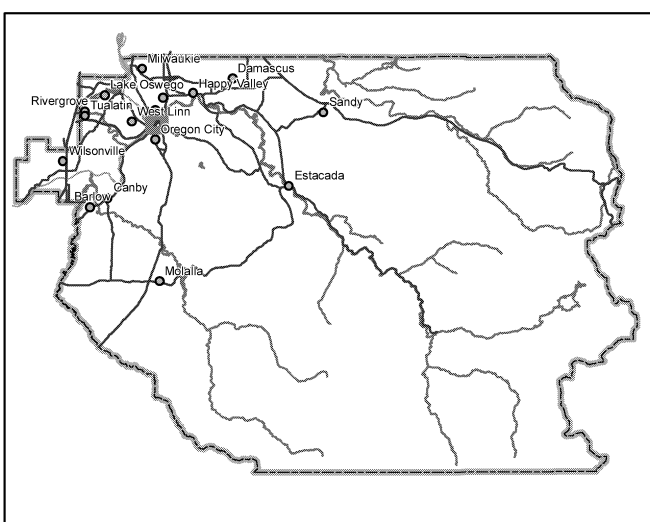 Milwaukie
Damascus
Lake Oswego
Happy Valley
Rivergrove
Tualatin
West Linn
Sandy
Oregon City
Wilsonville
Estacada
Canby
Barlow
Molalla